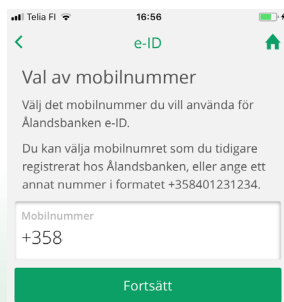 Telia FI 16:56
e-ID
Val av mobilnummer
Välj det mobilnummer du vill använda för
Ålandsbanken e-ID.
Du kan välja mobilnumret som du tidigare
registrerat hos Ålandsbanken, eller ange ett
annat nummer i formatet +358401231234.
Mobilnummer
+358
Fortsätt